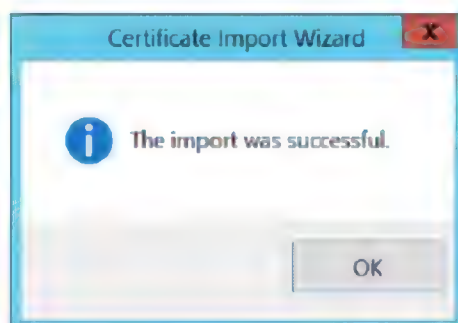 Certificate Import Wizard
The import was successful.
OK